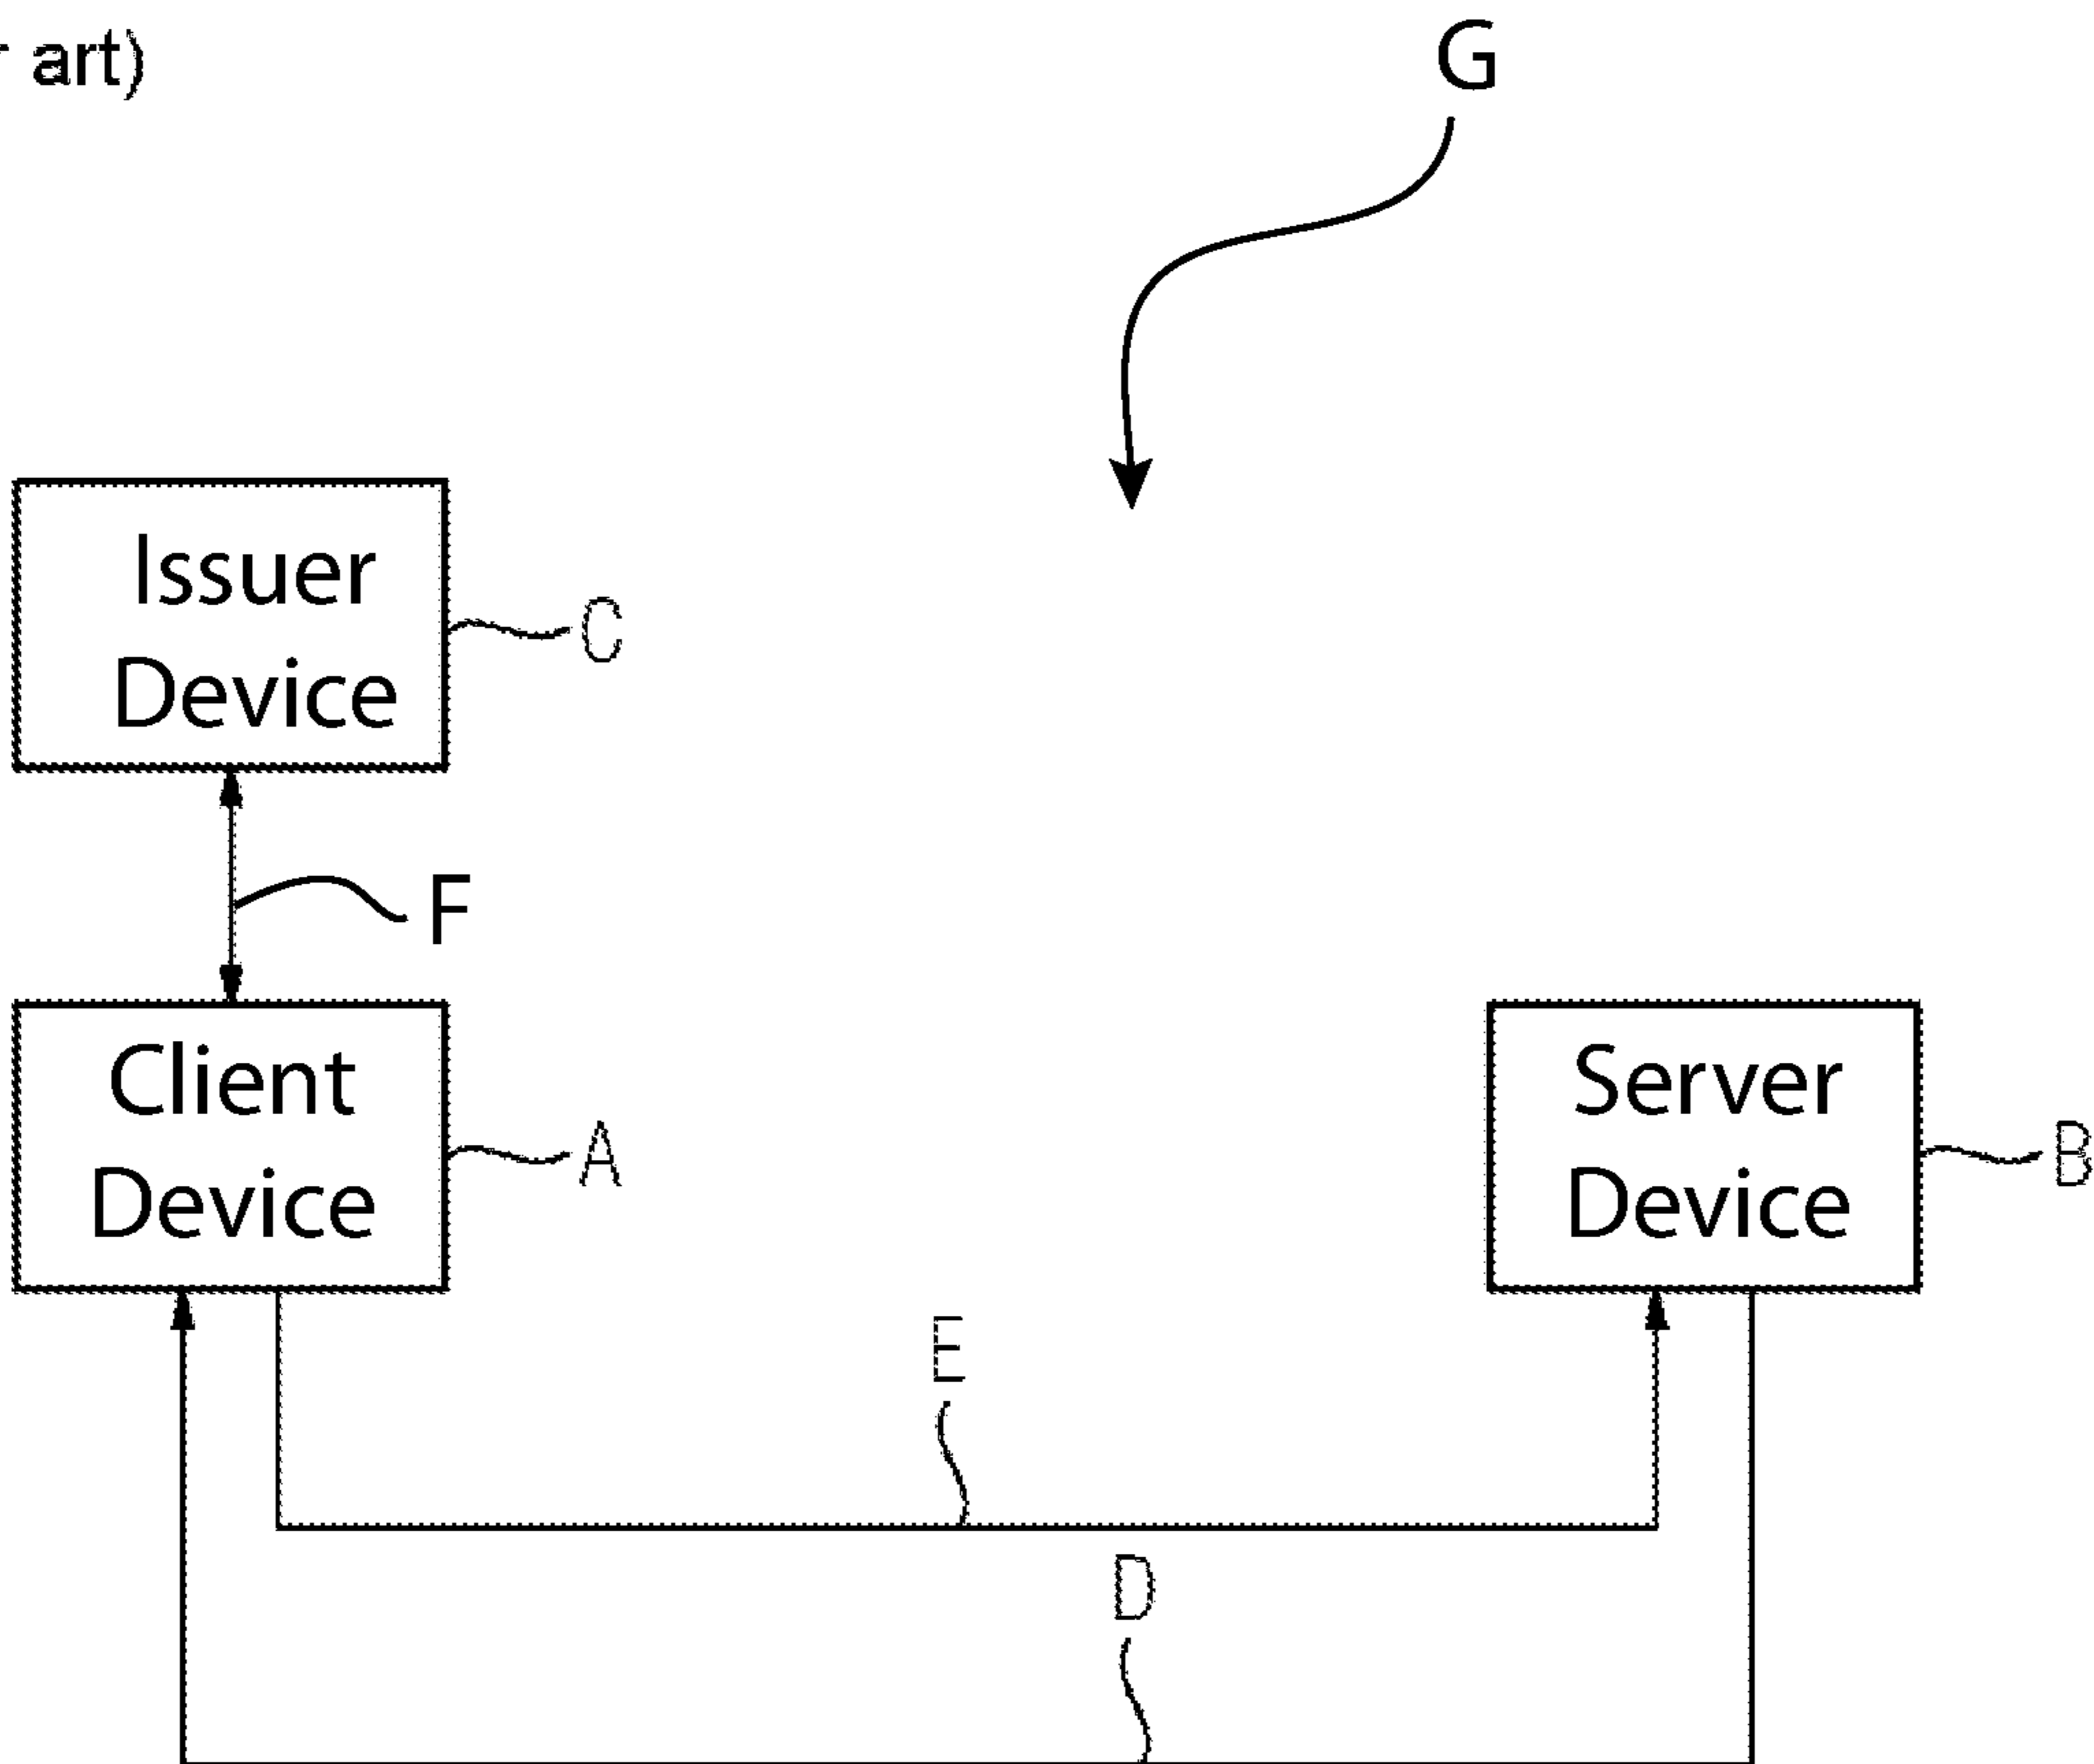 art)
G
Issuer
Device
C
F
Client
Device
A
Server
Device
B
E
D